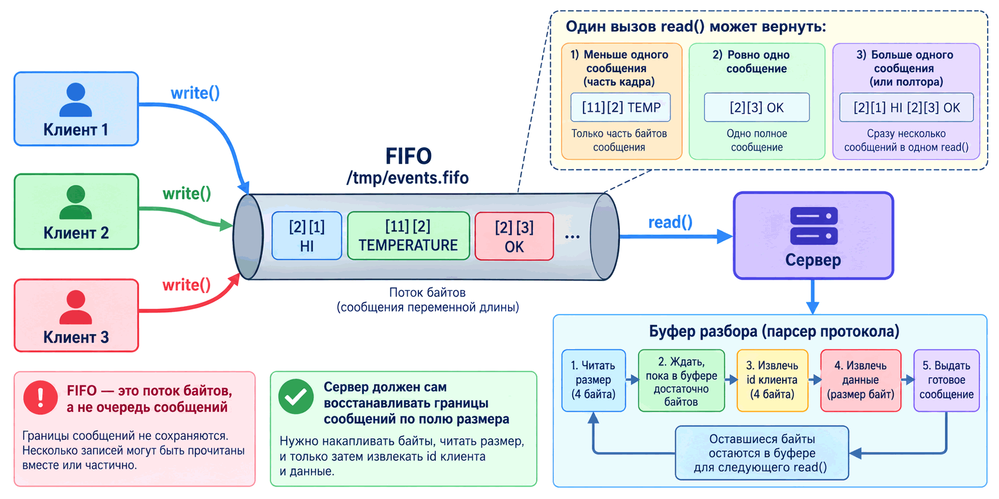 Один вызов read() может вернуть:
1) Меньше одного
сообщения
(часть кадра)
[11][2] TEMP
Только часть байтов
сообщения
2) Ровно одно
сообщение
[2][3] OK
Одно полное
сообщение
3) Больше одного
сообщения
(или полтора)
[2][1] HI [2][3] OK
Сразу несколько
сообщений в одном read()
Клиент 1
write()
Клиент 2
write()
Клиент 3
write()
FIFO
/tmp/events.fifo
[2] [1]
HI
[11] [2]
TEMPERATURE
[2] [3]
OK
...
Поток байтов
(сообщения переменной длины)
read()
Сервер
Буфер разбора (парсер протокола)
1. Читать
размер
(4 байта)
2. Ждать,
пока в буфере
достаточно
байтов
3. Извлечь
id клиента
(4 байта)
4. Извлечь
данные
(размер байт)
5. Выдать
готовое
сообщение
Оставшиеся байты
остаются в буфере
для следующего read()
FIFO — это поток байтов,
а не очередь сообщений
Границы сообщений не сохраняются.
Несколько записей могут быть прочитаны
вместе или частично.
Сервер должен сам
восстанавливать границы
сообщений по полю размера
Нужно накапливать байты, читать размер,
и только затем извлекать id клиента
и данные.